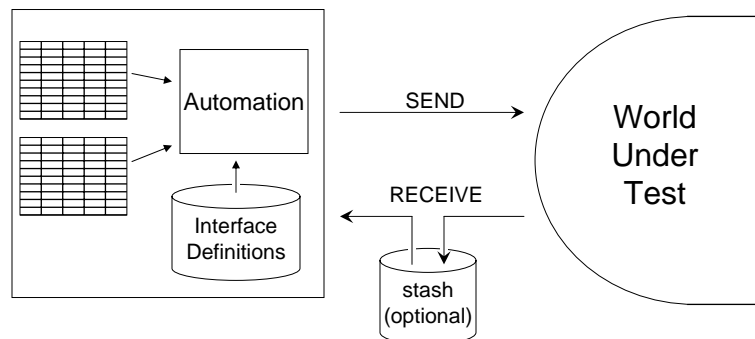 Automation
Interface
Definitions
SEND
RECEIVE
stash
(optional)
World
Under
Test